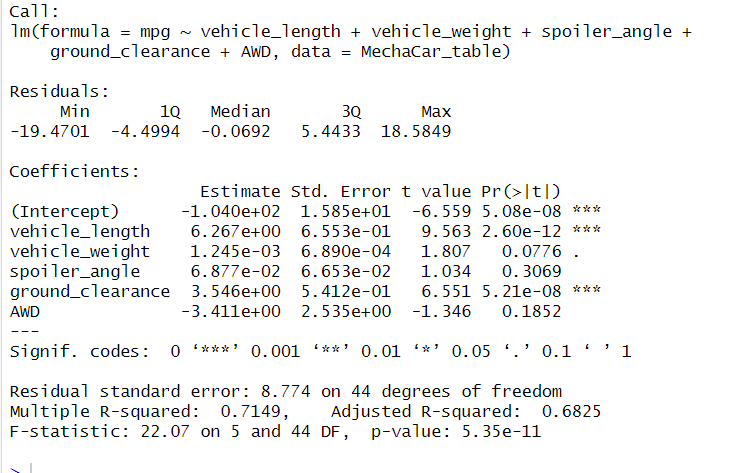 Call:
lm(formula = mpg ~ vehicle_length + vehicle_weight + spoiler_angle +
    ground_clearance + AWD, data = MechaCar_table)
Residuals:
     Min       1Q   Median       3Q      Max
-19.4701  -4.4994  -0.0692   5.4433  18.5849
Coefficients:
                   Estimate Std. Error t value Pr(>|t|)
(Intercept)      -1.040e+02  1.585e+01  -6.559 5.08e-08 ***
vehicle_length    6.267e+00  6.553e-01   9.563 2.60e-12 ***
vehicle_weight    1.245e-03  6.890e-04   1.807   0.0776 .
spoiler_angle     6.877e-02  6.653e-02   1.034   0.3069
ground_clearance  3.546e+00  5.412e-01   6.551 5.21e-08 ***
AWD              -3.411e+00  2.535e+00  -1.346   0.1852
---
Signif. codes:  0 ‘***’ 0.001 ‘**’ 0.01 ‘*’ 0.05 ‘.’ 0.1 ‘ ’ 1
Residual standard error: 8.774 on 44 degrees of freedom
Multiple R-squared:  0.7149,    Adjusted R-squared:  0.6825
F-statistic: 22.07 on 5 and 44 DF,  p-value: 5.35e-11
>